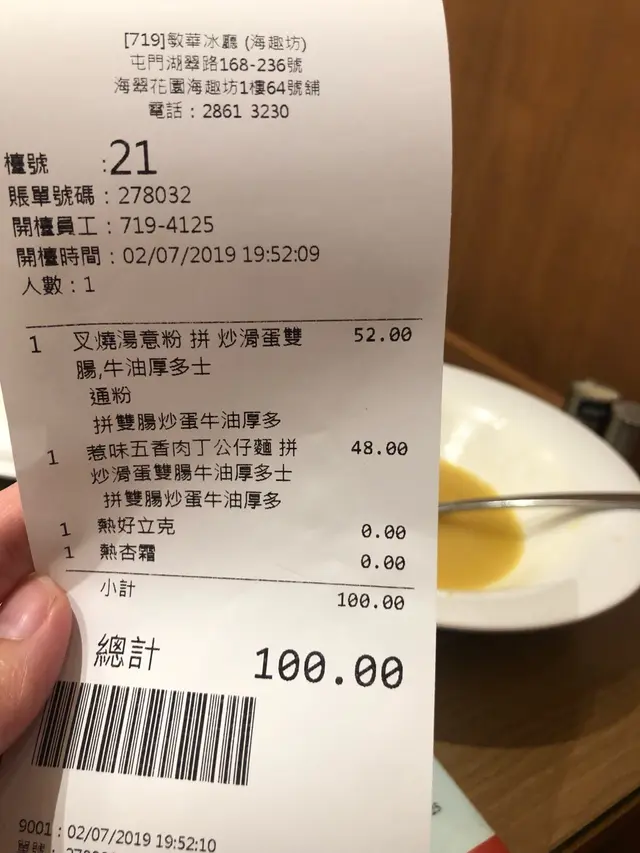 [719]敏華冰廳 (海趣坊)
屯門湖翠路168-236號
海翠花園海趣坊1樓64號舖
電話：2861 3230
檯號 :21
賬單號碼：278032
開檯員工：719-4125
開檯時間：02/07/2019 19:52:09
人數：1
1 叉燒湯意粉 拼 炒滑蛋雙 52.00
腸,牛油厚多士
通粉
拼雙腸炒蛋牛油厚多
1 惹味五香肉丁公仔麵 拼 48.00
炒滑蛋雙腸牛油厚多士
拼雙腸炒蛋牛油厚多
1 熱好立克 0.00
1 熱杏霜 0.00
小計 100.00
總計 100.00
9001：02/07/2019 19:52:10